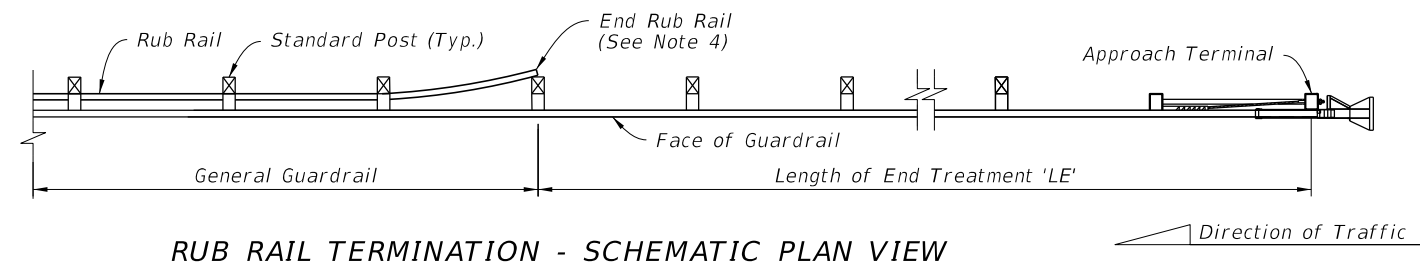 End Rub Rail
(See Note 4)
Rub Rail
Standard Post (Typ.)
Approach Terminal
Face of Guardrail
General Guardrail
Length of End Treatment 'LE'
RUB RAIL TERMINATION - SCHEMATIC PLAN VIEW
Direction of Traffic